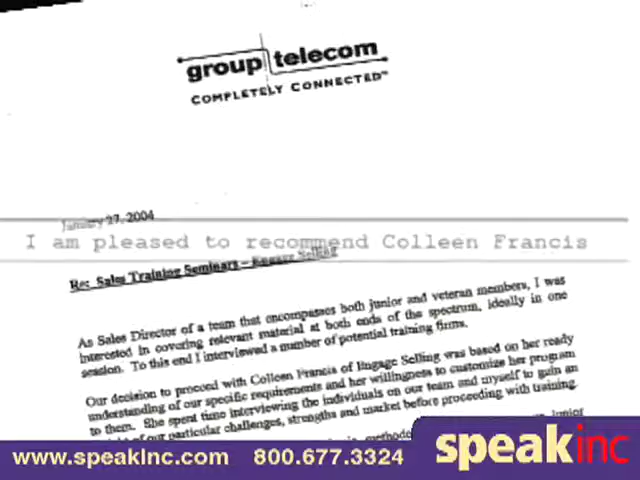 group telecom
COMPLETELY CONNECTED™
January 27, 2004
I am pleased to recommend Colleen Francis
Re: Sales Training Seminars – Engage Selling
As Sales Director of a team that encompasses both junior and veteran members, I was
interested in covering relevant material at both ends of the spectrum, ideally in one
session. To this end I interviewed a number of potential training firms.
Our decision to proceed with Colleen Francis of Engage Selling was based on her ready
understanding of our specific requirements and her willingness to customize her program
to them. She spent time interviewing the individuals on our team and myself to gain an
of our particular challenges, strengths and market before proceeding with training.
junior
www.speakInc.com 800.677.3324
speakinc